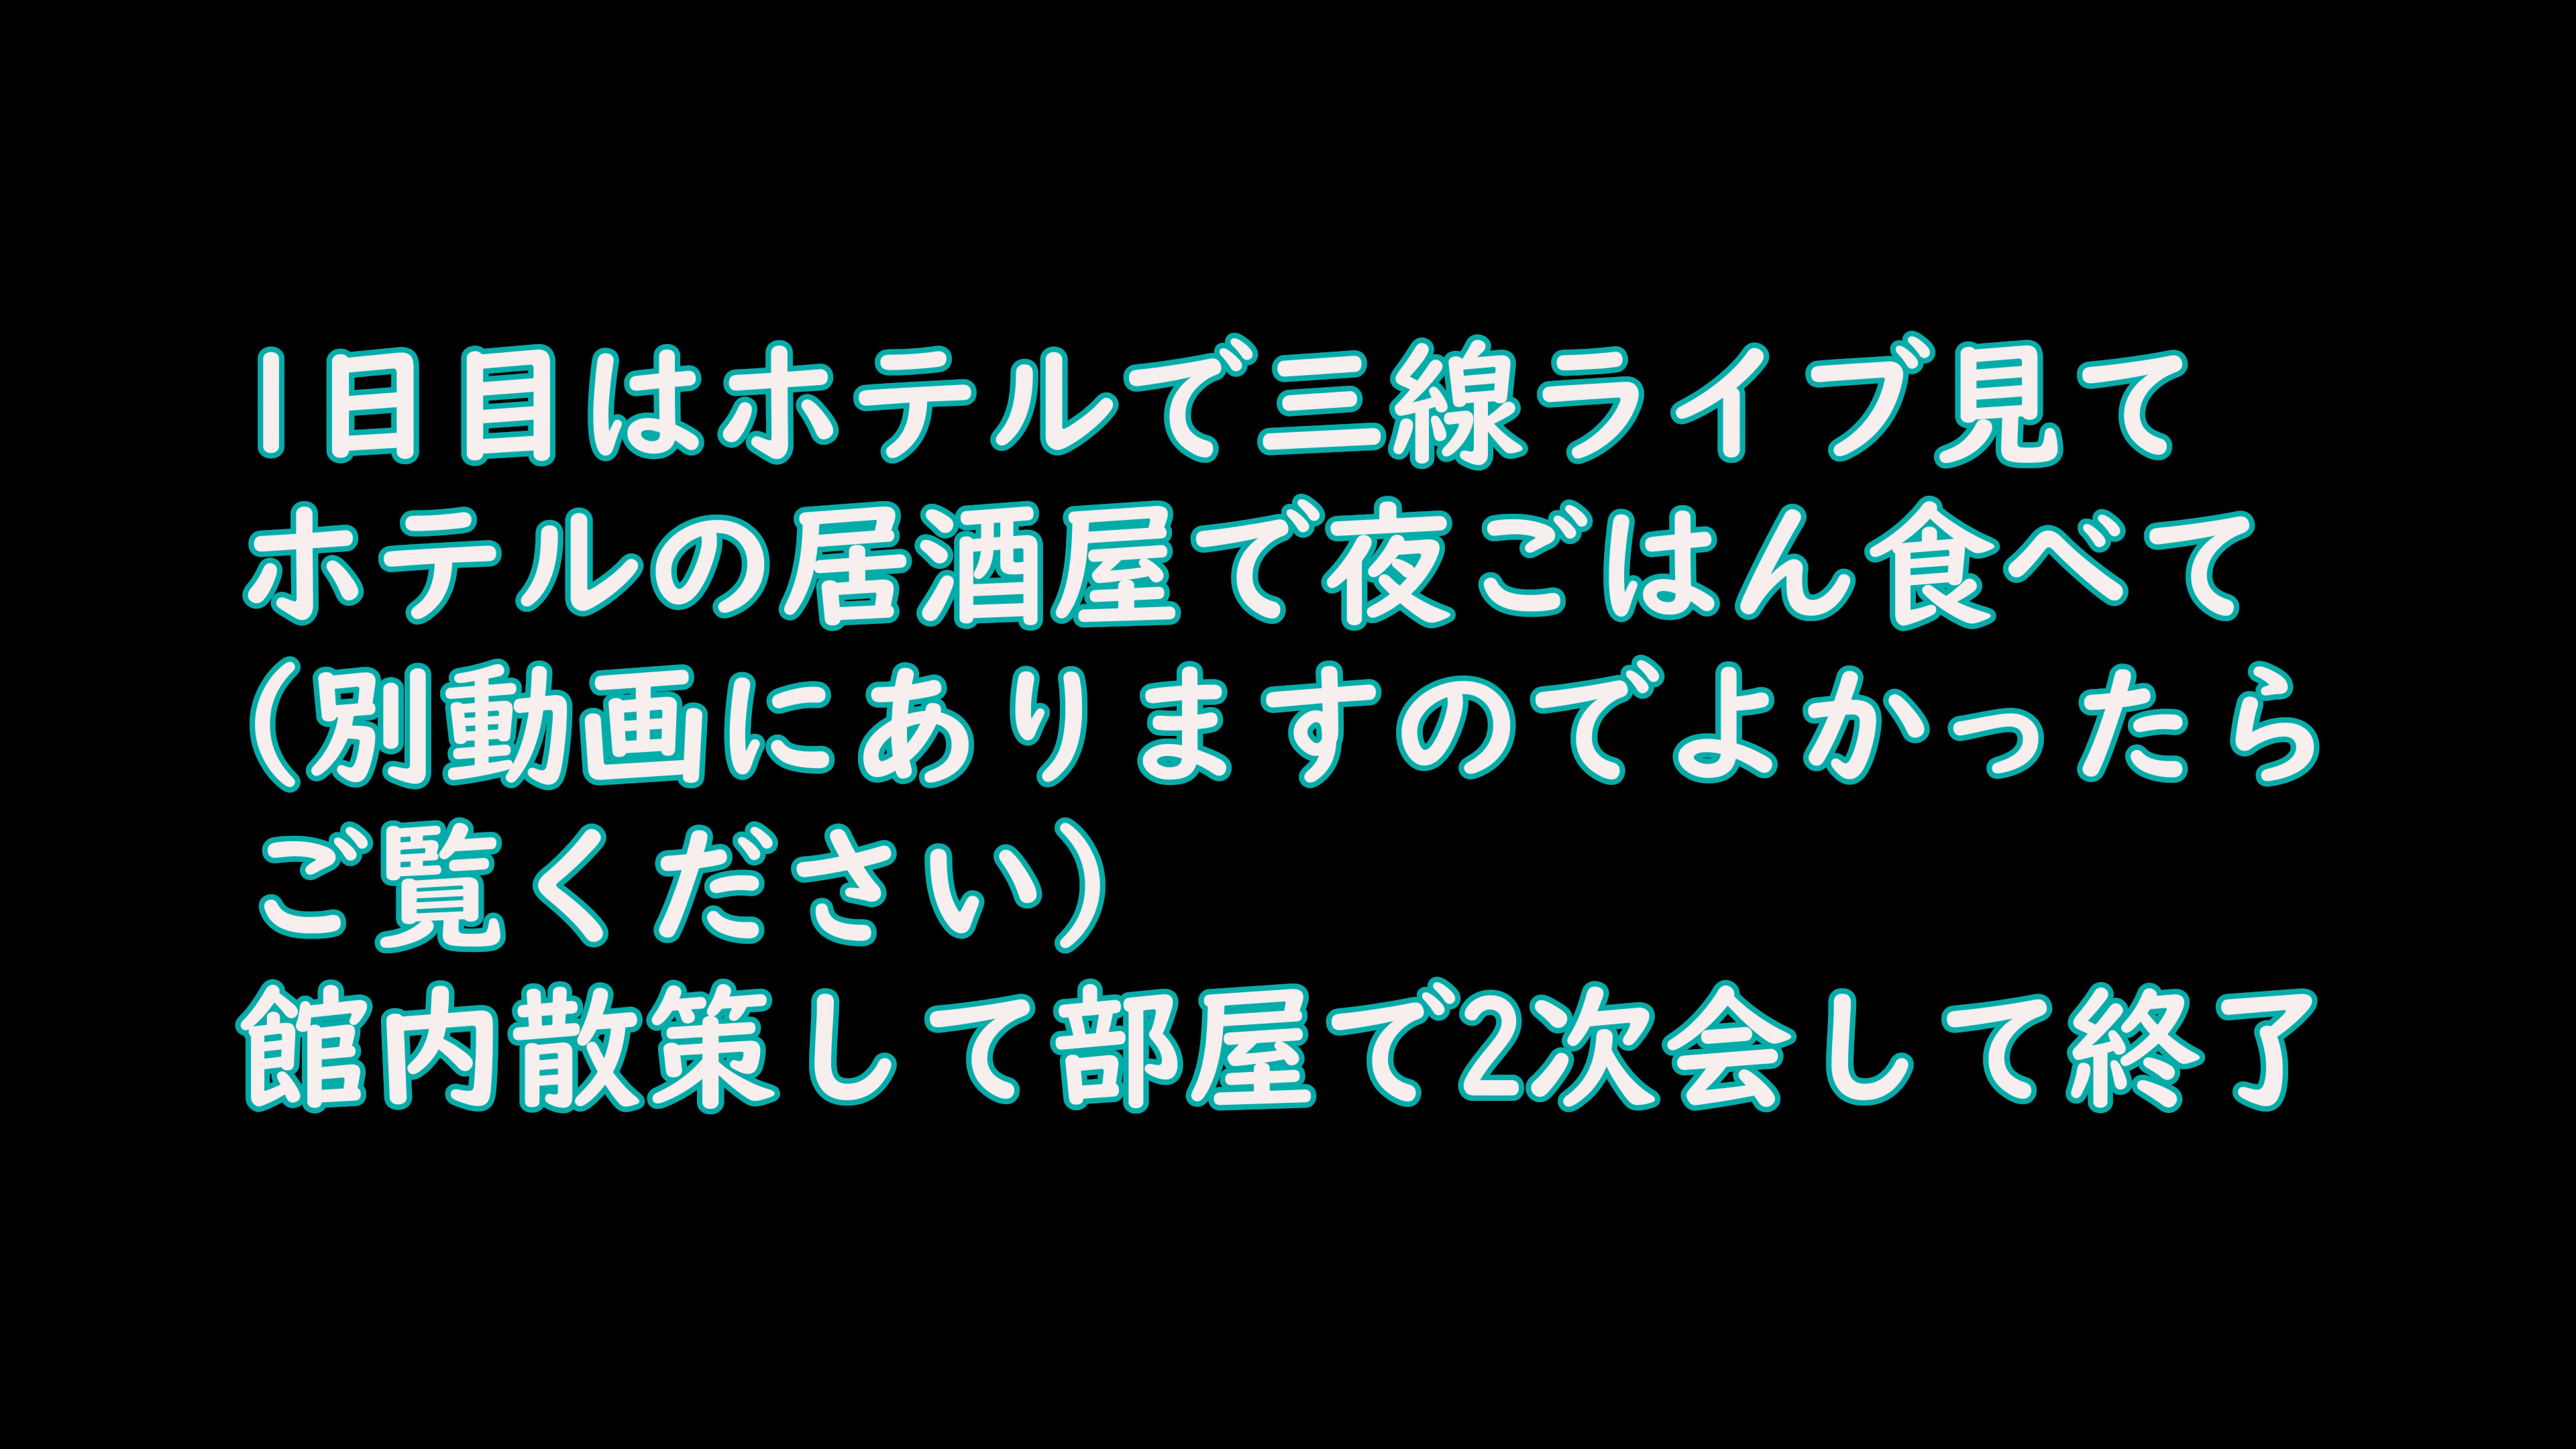 1日目はホテルで三線ライブ見て
ホテルの居酒屋で夜ごはん食べて
(別動画にありますのでよかったら
ご覧ください)
館内散策して部屋で2次会して終了